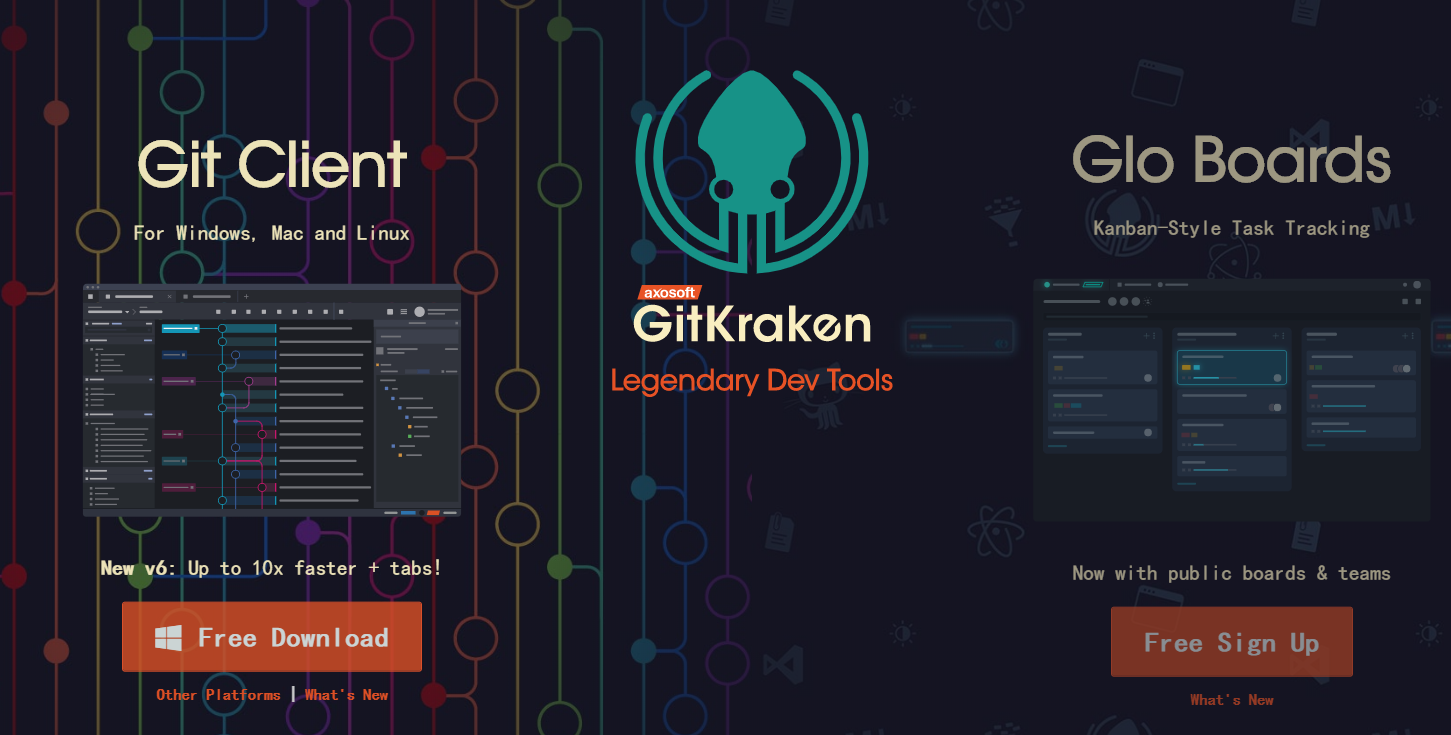 Git Client
For Windows, Mac and Linux
New v6: Up to 10x faster + tabs!
Free Download
Other Platforms | What's New
axosoft
GitKraken
Legendary Dev Tools
Glo Boards
Kanban-Style Task Tracking
Now with public boards & teams
Free Sign Up
What's New